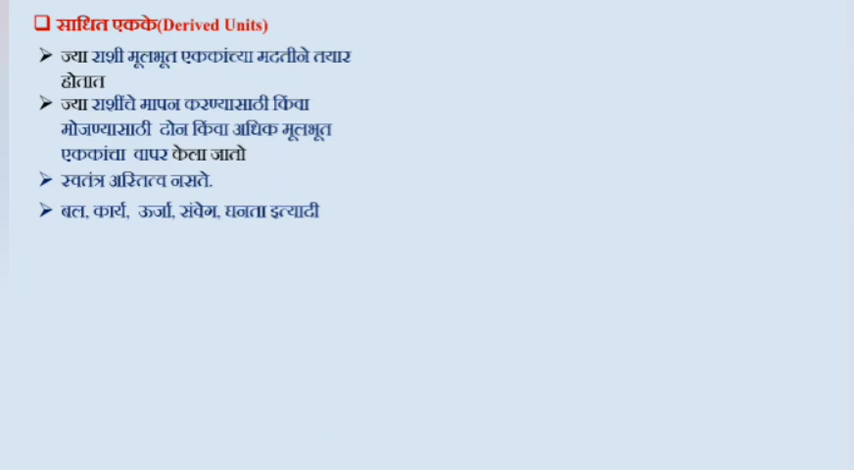 साधित एकके(Derived Units)
ज्या राशी मूलभूत एककांच्या मदतीने तयार
होतात
ज्या राशींचे मापन करण्यासाठी किंवा
मोजण्यासाठी दोन किंवा अधिक मूलभूत
एककांचा वापर केला जातो
स्वतंत्र अस्तित्व नसते.
बल, कार्य, ऊर्जा, संवेग, घनता इत्यादी